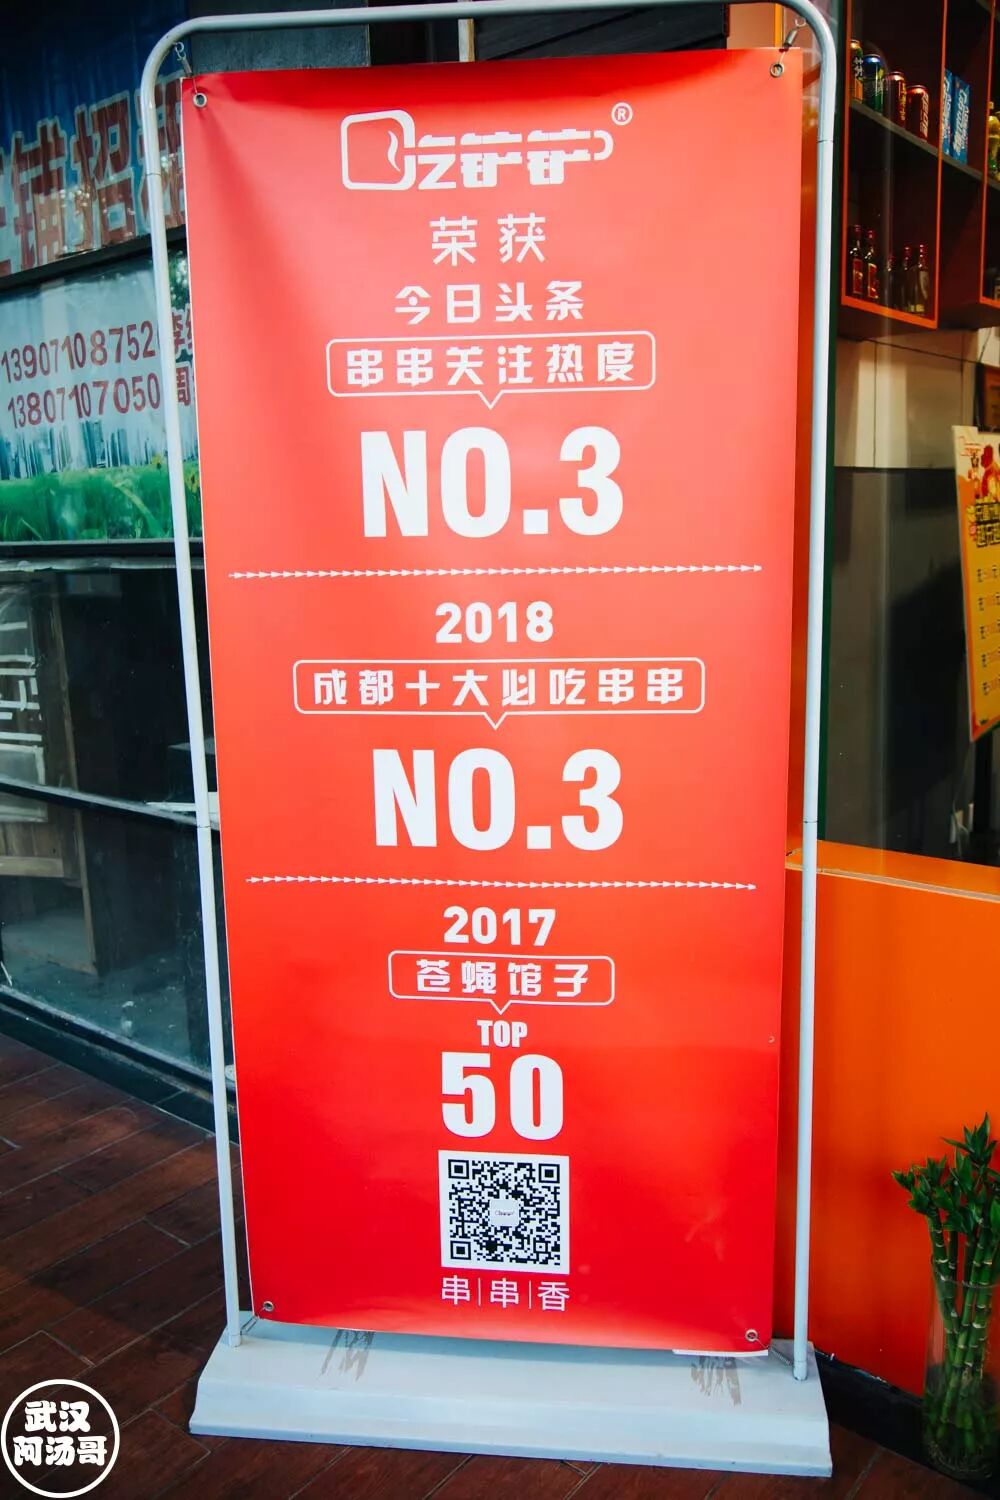 吃铲铲®
荣获
今日头条
串串关注热度
NO.3
2018
成都十大必吃串串
NO.3
2017
苍蝇馆子
TOP
50
串|串|香
铺招
13907108752
13807107050
武汉
阿汤哥